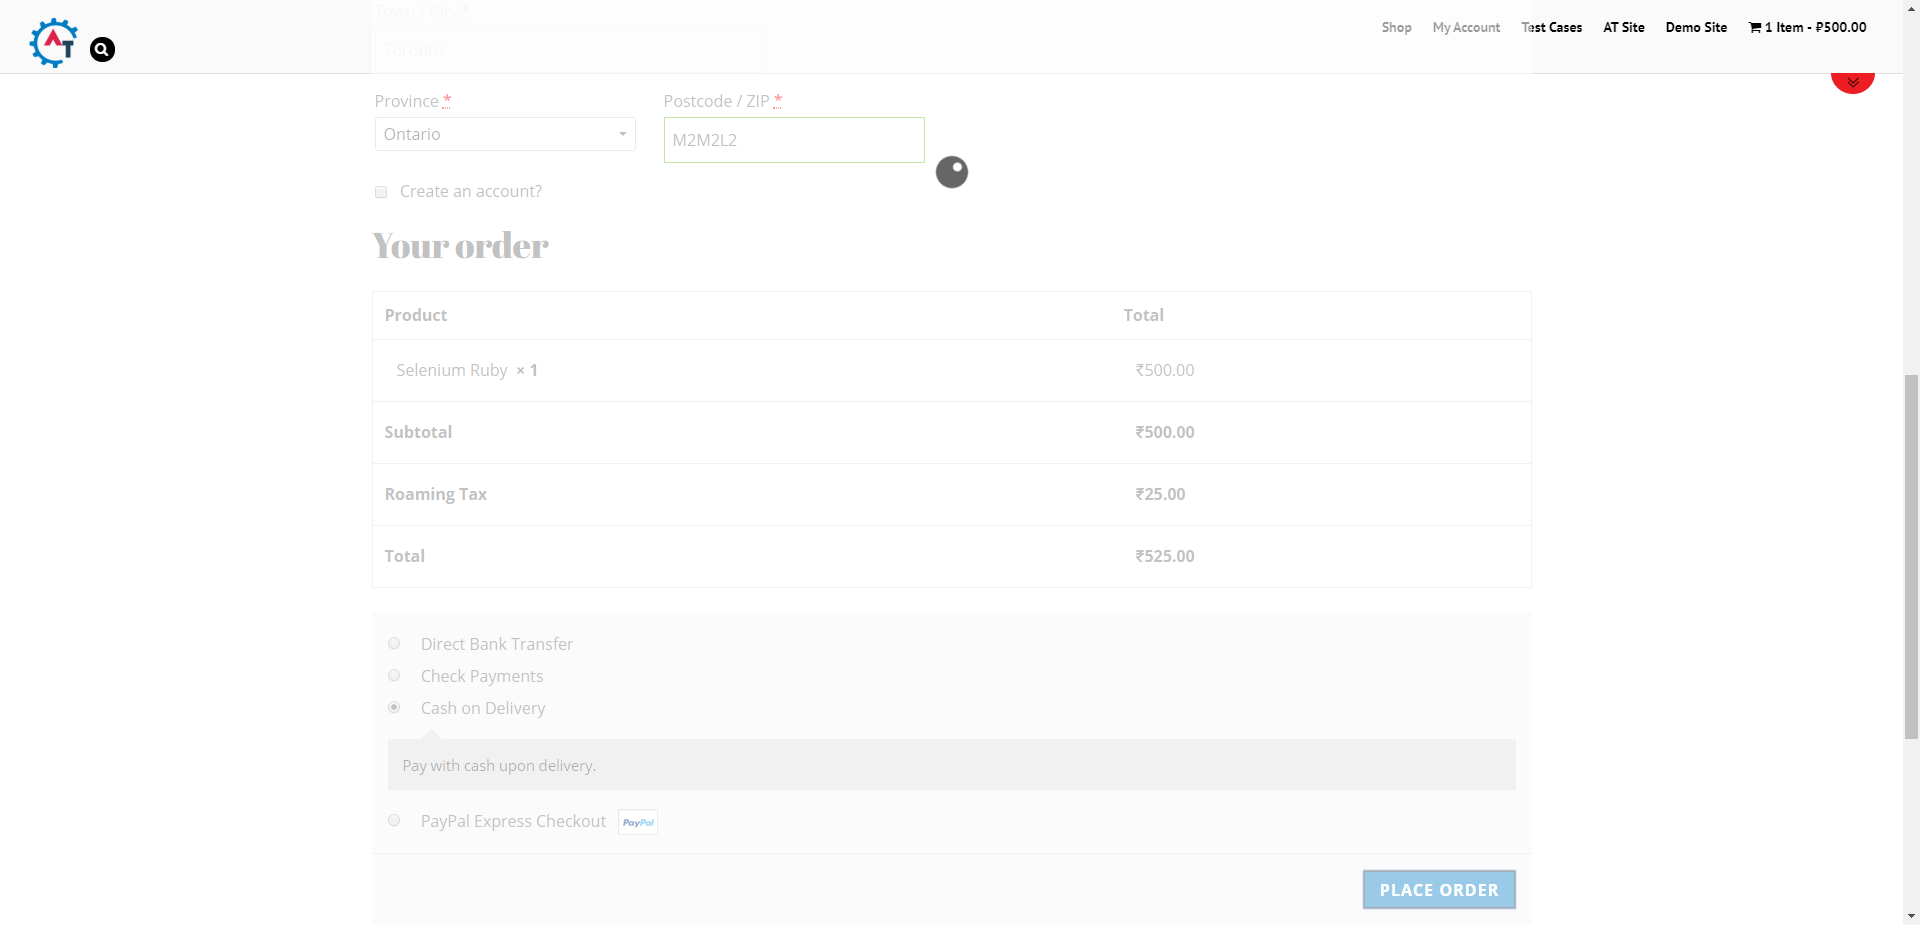 Town / City *
Toronto
AT
Shop My Account Test Cases AT Site Demo Site 1 Item - ₽500.00
Province * Postcode / ZIP *
Ontario M2M2L2
Create an account?
Your order
Product Total
Selenium Ruby × 1 ₹500.00
Subtotal ₹500.00
Roaming Tax ₹25.00
Total ₹525.00
Direct Bank Transfer
Check Payments
Cash on Delivery
Pay with cash upon delivery.
PayPal Express Checkout PayPal
PLACE ORDER